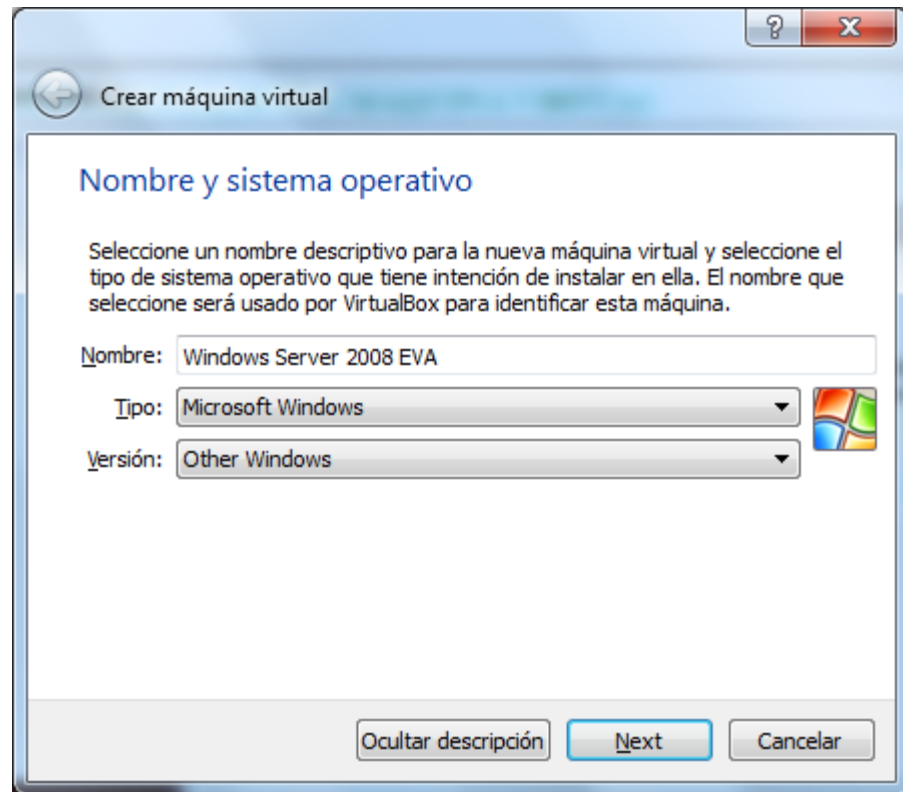 ?
x
Crear máquina virtual
Nombre y sistema operativo
Seleccione un nombre descriptivo para la nueva máquina virtual y seleccione el
tipo de sistema operativo que tiene intención de instalar en ella. El nombre que
seleccione será usado por VirtualBox para identificar esta máquina.
Nombre: Windows Server 2008 EVA
Tipo: Microsoft Windows
Versión: Other Windows
Ocultar descripción Next Cancelar